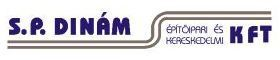 S.P. DINÁM ÉPÍTŐIPARI ÉS
KERESKEDELMI KFT